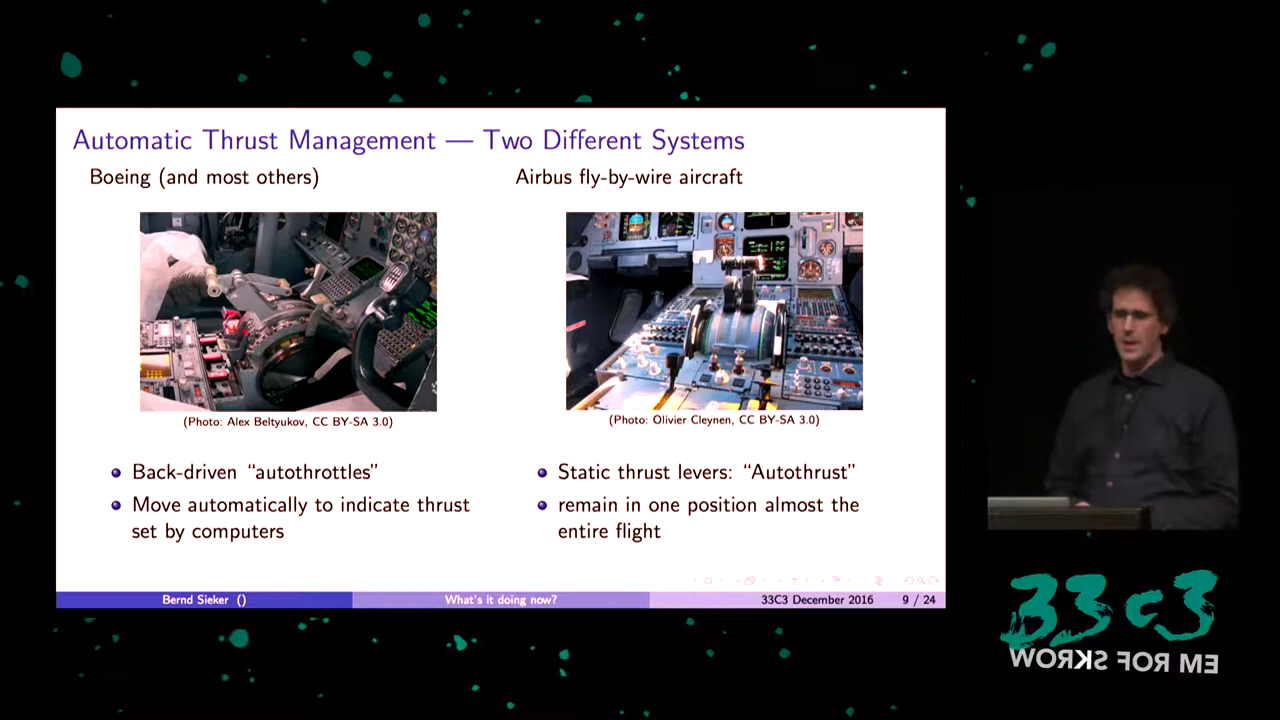 Automatic Thrust Management — Two Different Systems
Boeing (and most others)
Airbus fly-by-wire aircraft
(Photo: Alex Beltyukov, CC BY-SA 3.0)
(Photo: Olivier Cleynen, CC BY-SA 3.0)
Back-driven “autothrottles”
Move automatically to indicate thrust
set by computers
Static thrust levers: “Autothrust”
remain in one position almost the
entire flight
Bernd Sieker ()
What's it doing now?
33C3 December 2016
9 / 24
33C3
WORKS FOR ME